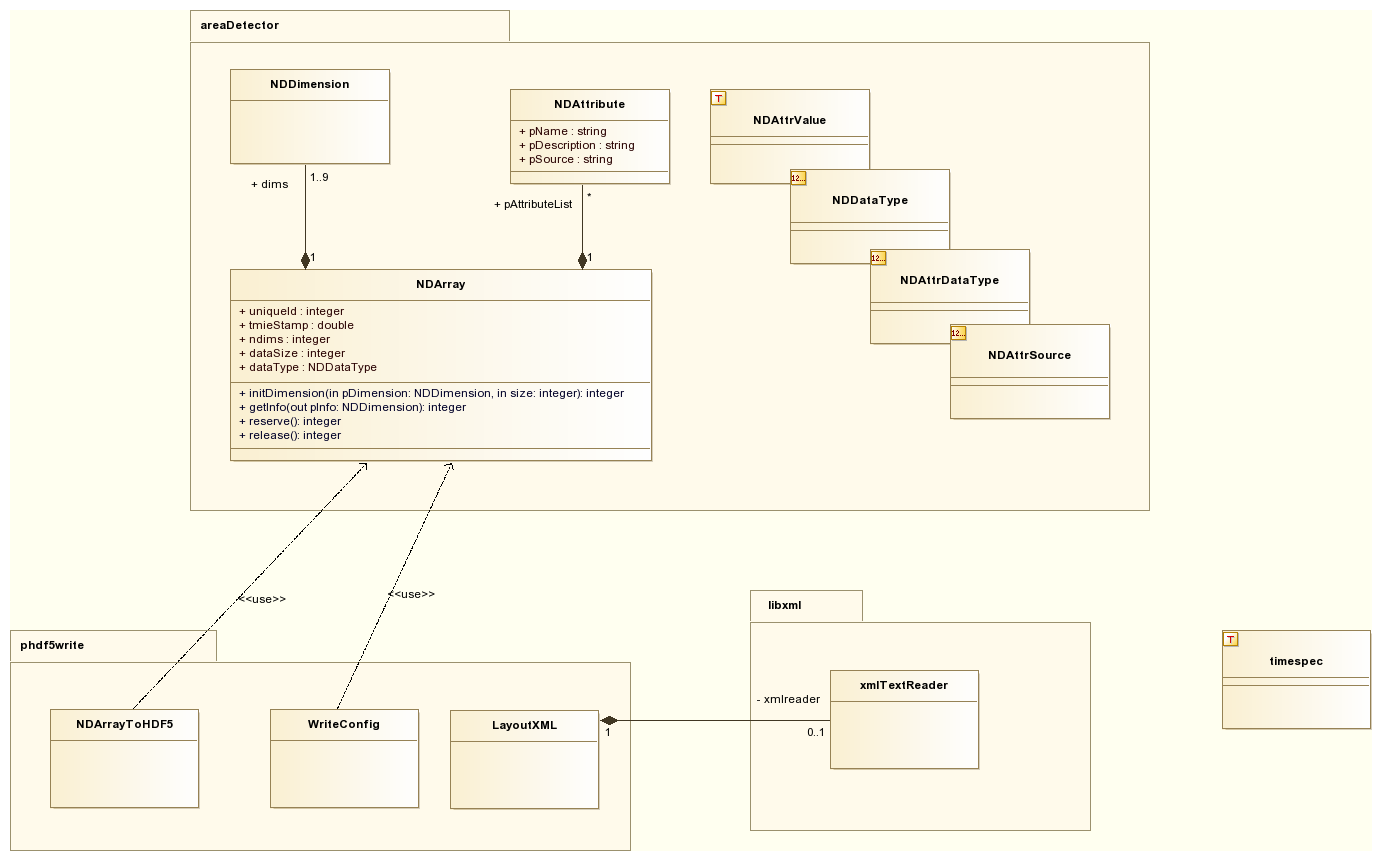 areaDetector
NDDimension
NDAttribute
+ pName : string
+ pDescription : string
+ pSource : string
T
NDAttrValue
12...
NDDataType
12...
NDAttrDataType
12...
NDAttrSource
+ dims
1..9
1
+ pAttributeList
*
1
NDArray
+ uniqueId : integer
+ tmieStamp : double
+ ndims : integer
+ dataSize : integer
+ dataType : NDDataType
+ initDimension(in pDimension: NDDimension, in size: integer): integer
+ getInfo(out pInfo: NDDimension): integer
+ reserve(): integer
+ release(): integer
<<use>>
<<use>>
phdf5write
NDArrayToHDF5
WriteConfig
LayoutXML
1
libxml
- xmlreader
0..1
xmlTextReader
T
timespec